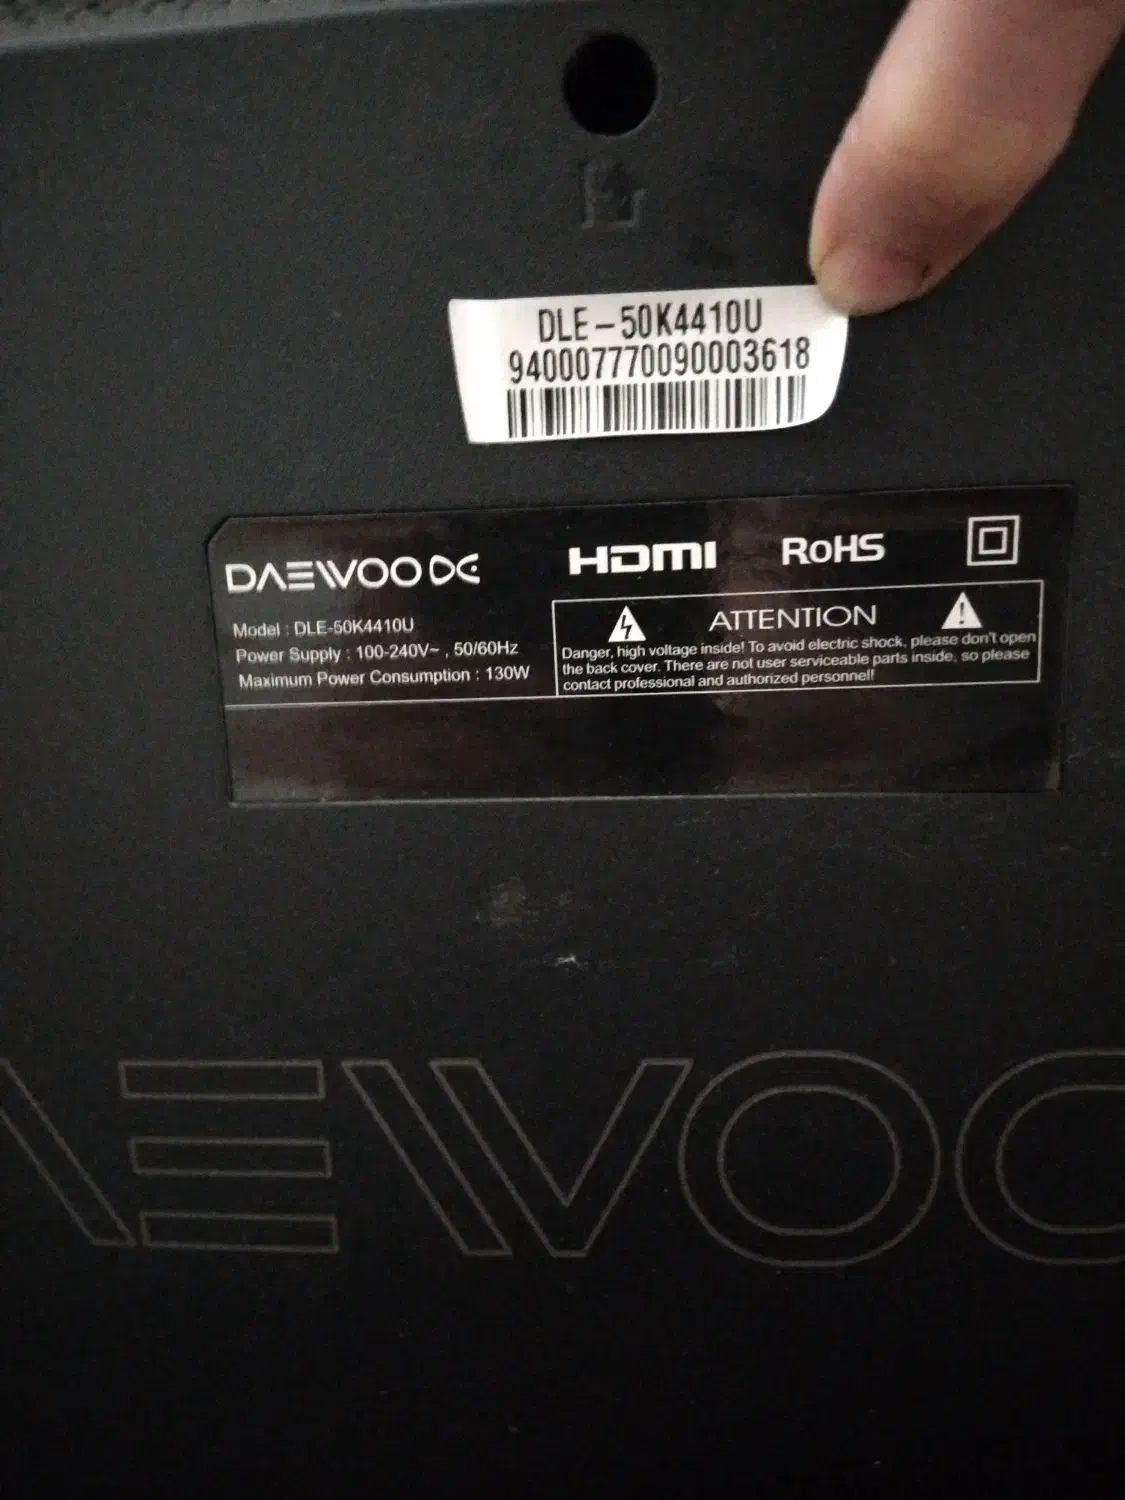 DLE-50K4410U
940007770090003618
DAEWOO
HDMI
RoHS
Model : DLE-50K4410U
Power Supply : 100-240V~ , 50/60Hz
Maximum Power Consumption : 130W
ATTENTION
Danger, high voltage inside! To avoid electric shock, please don't open
the back cover. There are not user serviceable parts inside, so please
contact professional and authorized personnel!
AEWOO